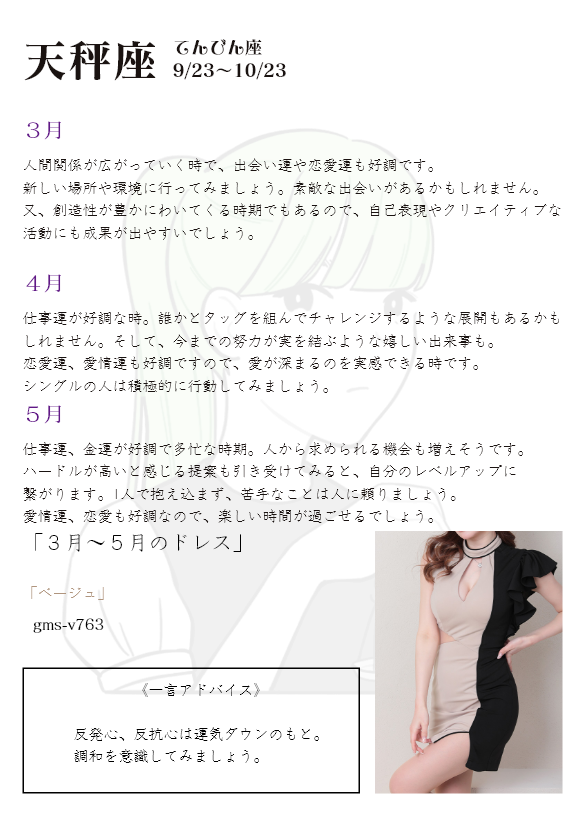 天秤座
てんびん座
9/23〜10/23
３月
人間関係が広がっていく時で、出会い運や恋愛運も好調です。
新しい場所や環境に行ってみましょう。素敵な出会いがあるかもしれません。
又、創造性が豊かにわいてくる時期でもあるので、自己表現やクリエイティブな
活動にも成果が出やすいでしょう。
４月
仕事運が好調な時。誰かとタッグを組んでチャレンジするような展開もあるかも
しれません。そして、今までの努力が実を結ぶような嬉しい出来事も。
恋愛運、愛情運も好調ですので、愛が深まるのを実感できる時です。
シングルの人は積極的に行動してみましょう。
５月
仕事運、金運が好調で多忙な時期。人から求められる機会も増えそうです。
ハードルが高いと感じる提案も引き受けてみると、自分のレベルアップに
繋がります。1人で抱え込まず、苦手なことは人に頼りましょう。
愛情運、恋愛も好調なので、楽しい時間が過ごせるでしょう。
「３月〜５月のドレス」
「ベージュ」
gms-v763
《一言アドバイス》
反発心、反抗心は運気ダウンのもと。
調和を意識してみましょう。